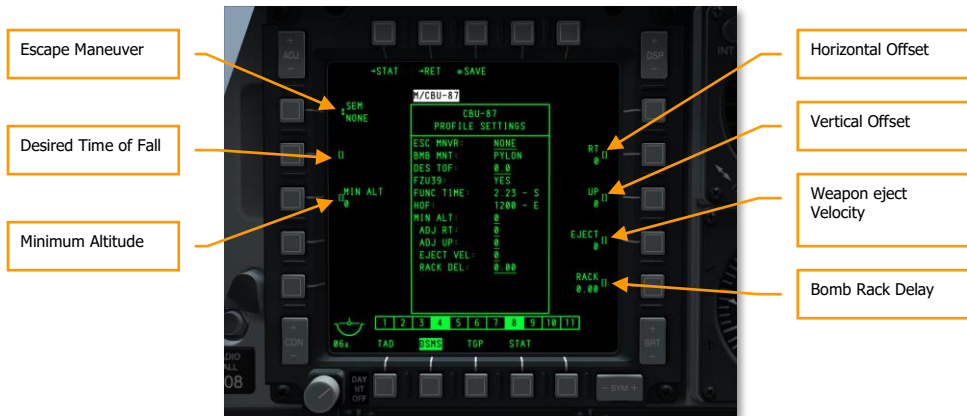 Escape Maneuver
Desired Time of Fall
Minimum Altitude
Horizontal Offset
Vertical Offset
Weapon eject
Velocity
Bomb Rack Delay
ADJ
DSP
INT
→STAT →RET SAVE
M/CBU-87
SEM
NONE
MIN ALT
0
CBU-87
PROFILE SETTINGS
ESC MNVR: NONE
BMB MNT: PYLON
DES TOF: 0.0
FZU39: YES
FUNC TIME: 2.23 - S
HOF: 1200 - E
MIN ALT: 0
ADJ RT: 0
ADJ UP: 0
EJECT VEL: 0
RACK DEL: 0.00
RT
0
UP
0
EJECT
0
RACK
0.00
1 2 3 4 5 6 7 8 9 10 11
TAD DSMS TGP STAT
CON
BRT
DAY
NT
OFF
- SYM +